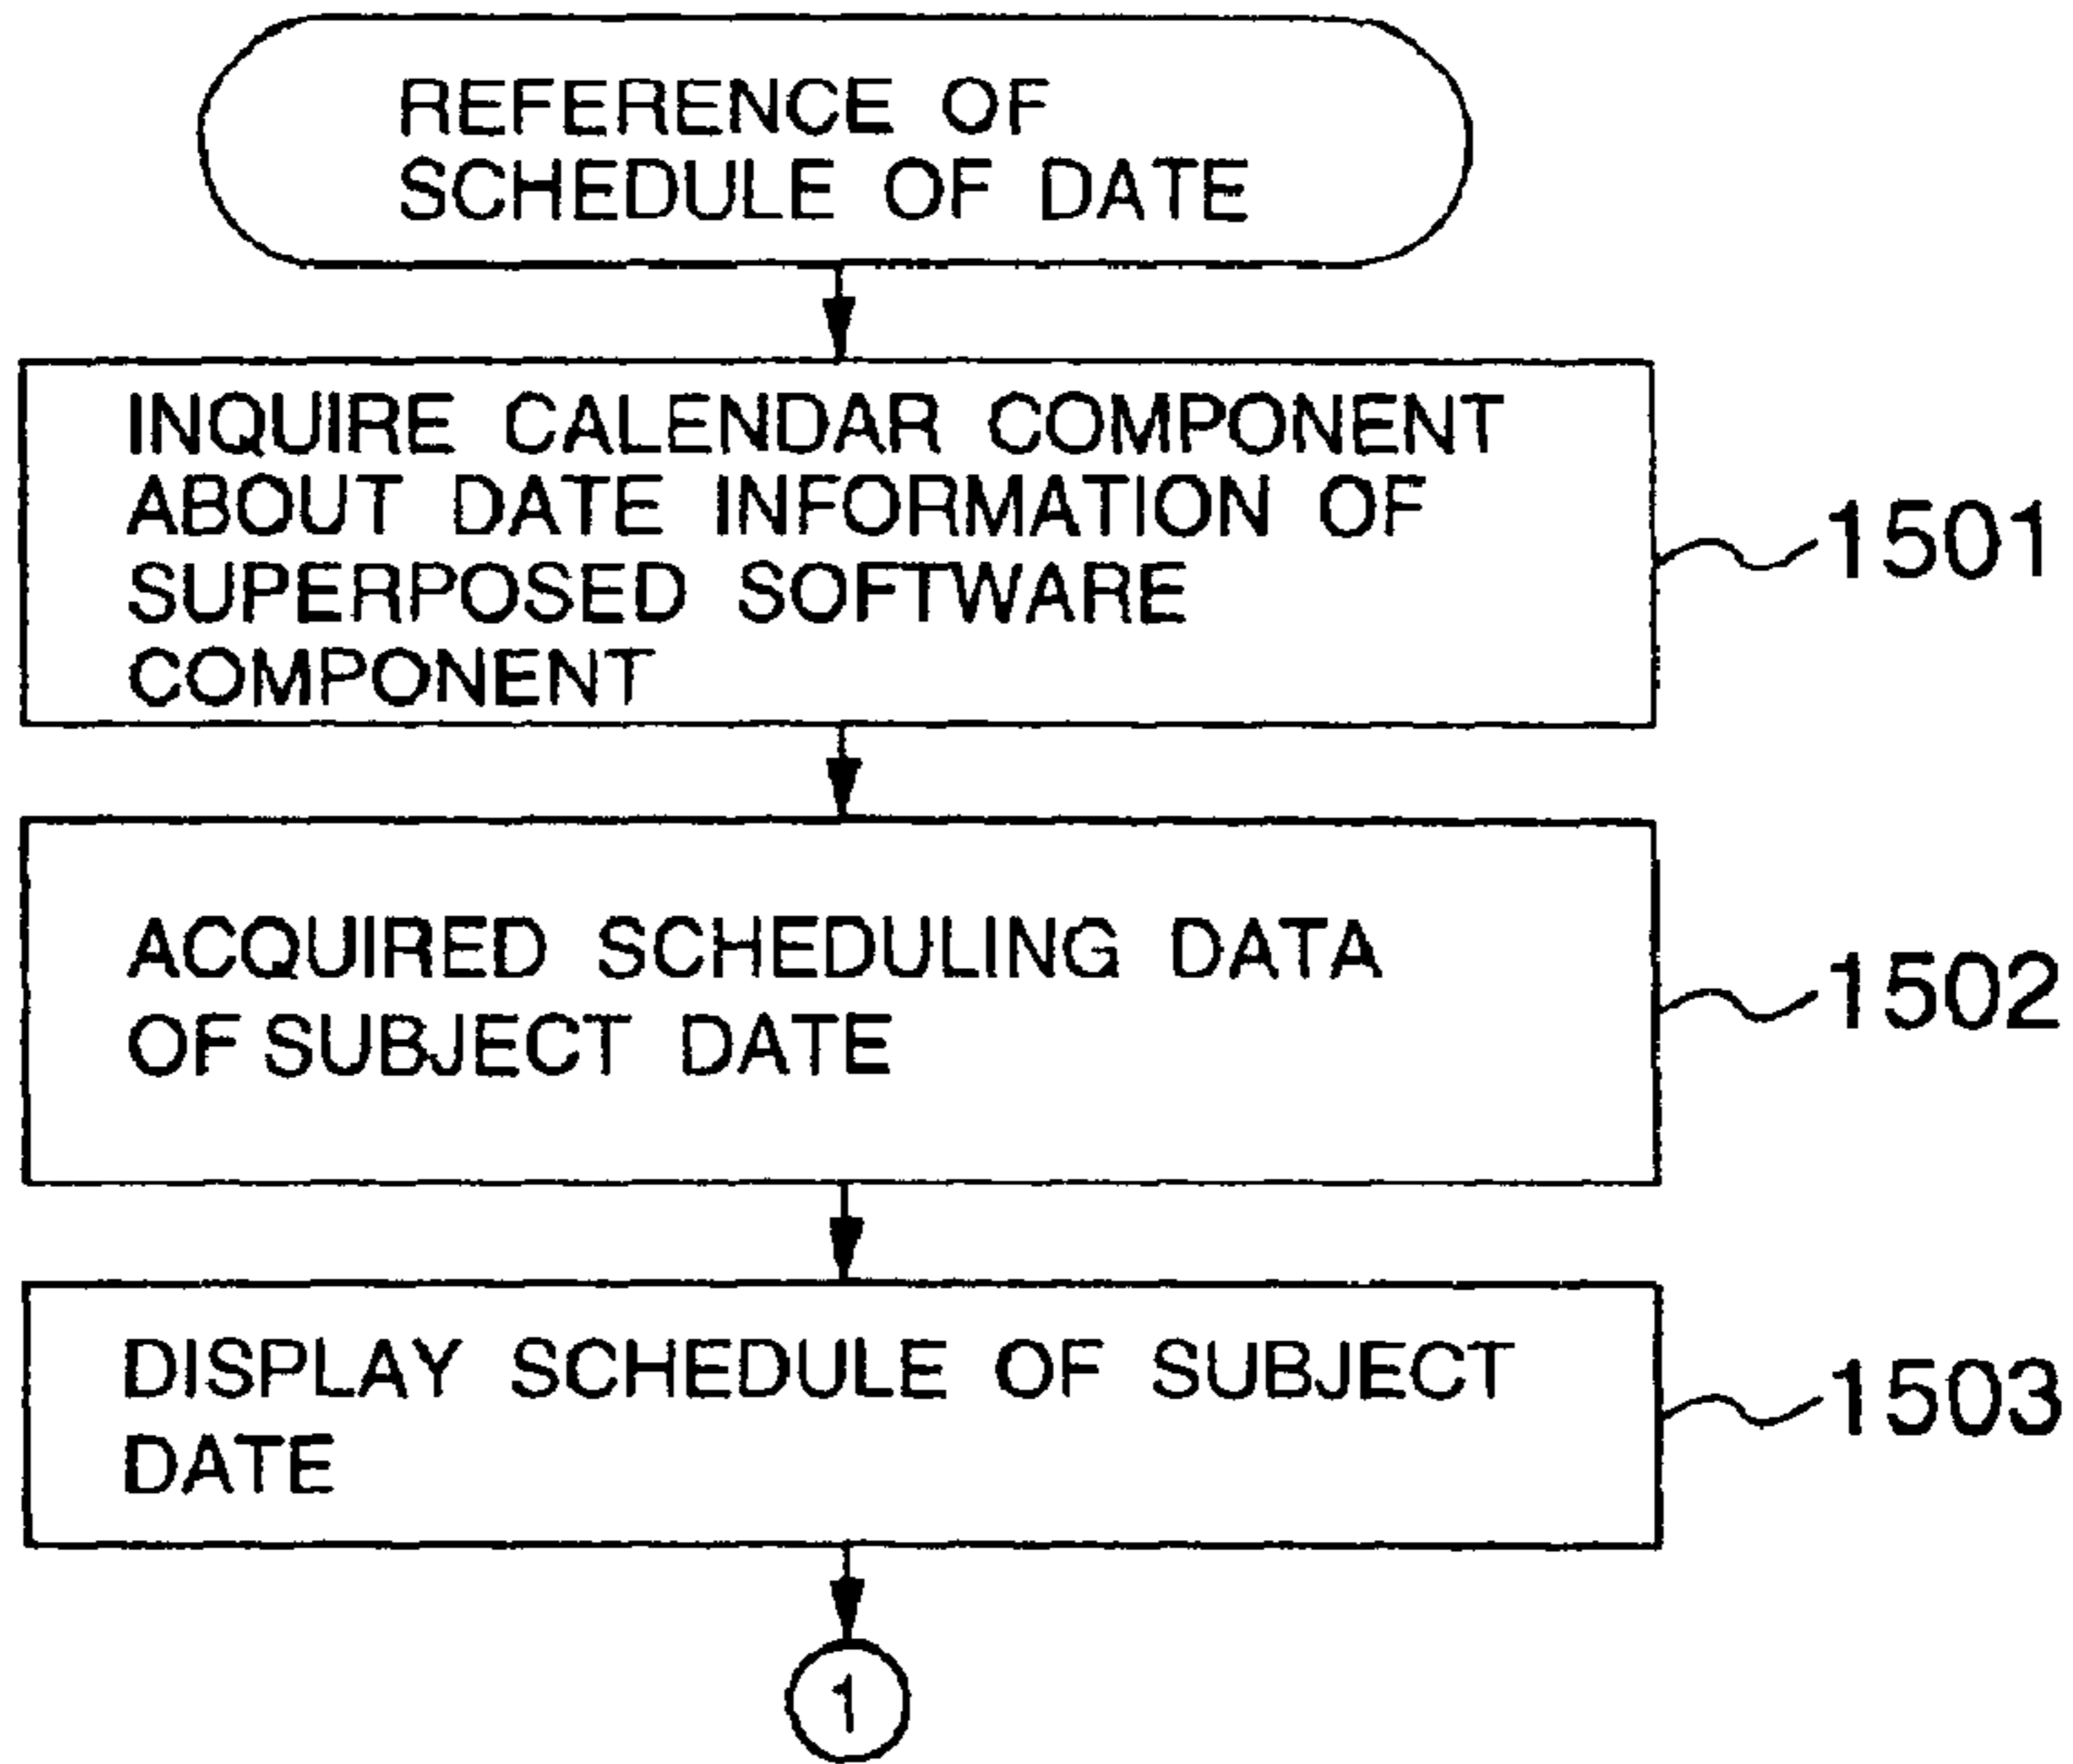 REFERENCE OF
SCHEDULE OF DATE
INQUIRE CALENDAR COMPONENT
ABOUT DATE INFORMATION OF
SUPERPOSED SOFTWARE
COMPONENT
1501
ACQUIRED SCHEDULING DATA
OF SUBJECT DATE
1502
DISPLAY SCHEDULE OF SUBJECT
DATE
1503
1